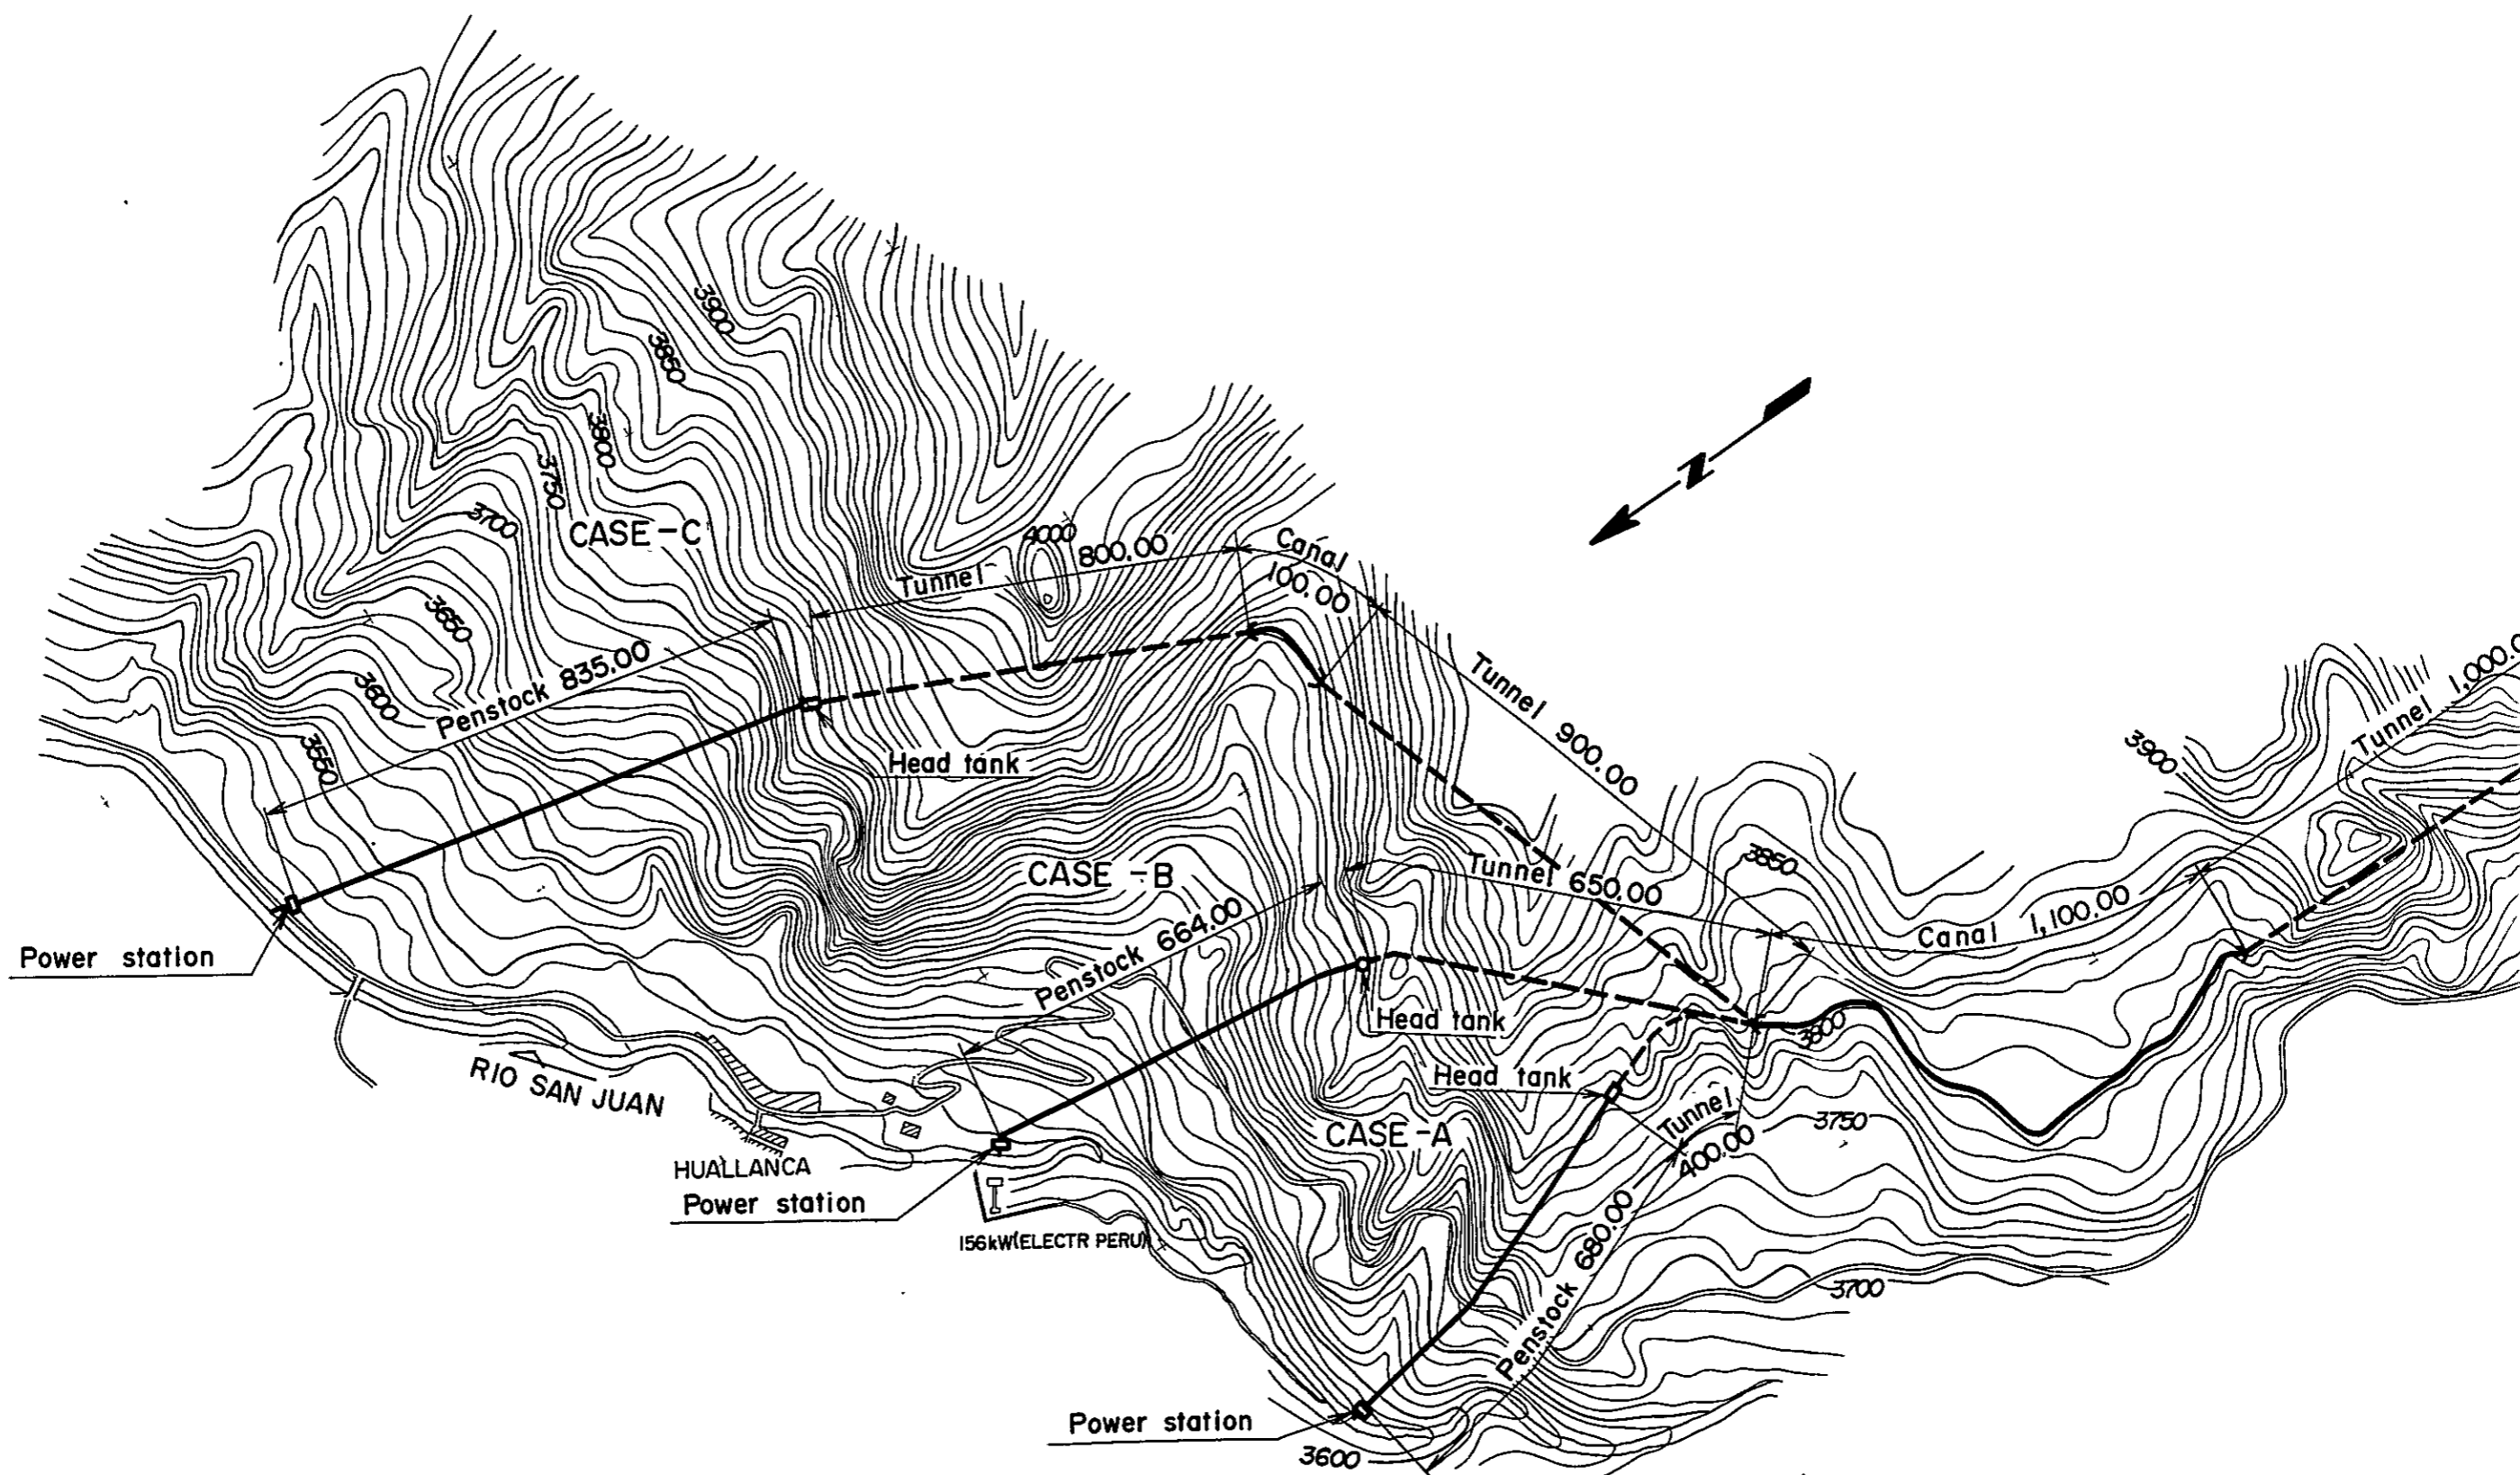 3900
3850
3800
3750
3700
CASE-C
4000
Tunnel 800.00
Canal
100.00
3650
3600
3550
Penstock 835.00
Head tank
Tunnel 900.00
Tunnel 1,000.0
3900
3850
CASE-B
Tunnel 650.00
Canal 1,100.00
Penstock 664.00
Power station
Head tank
3800
Head tank
RIO SAN JUAN
CASE-A
Tunnel
400.00
3750
HUALLANCA
Power station
156kW(ELECTR PERU)
Penstock 680.00
3700
Power station
3600
N